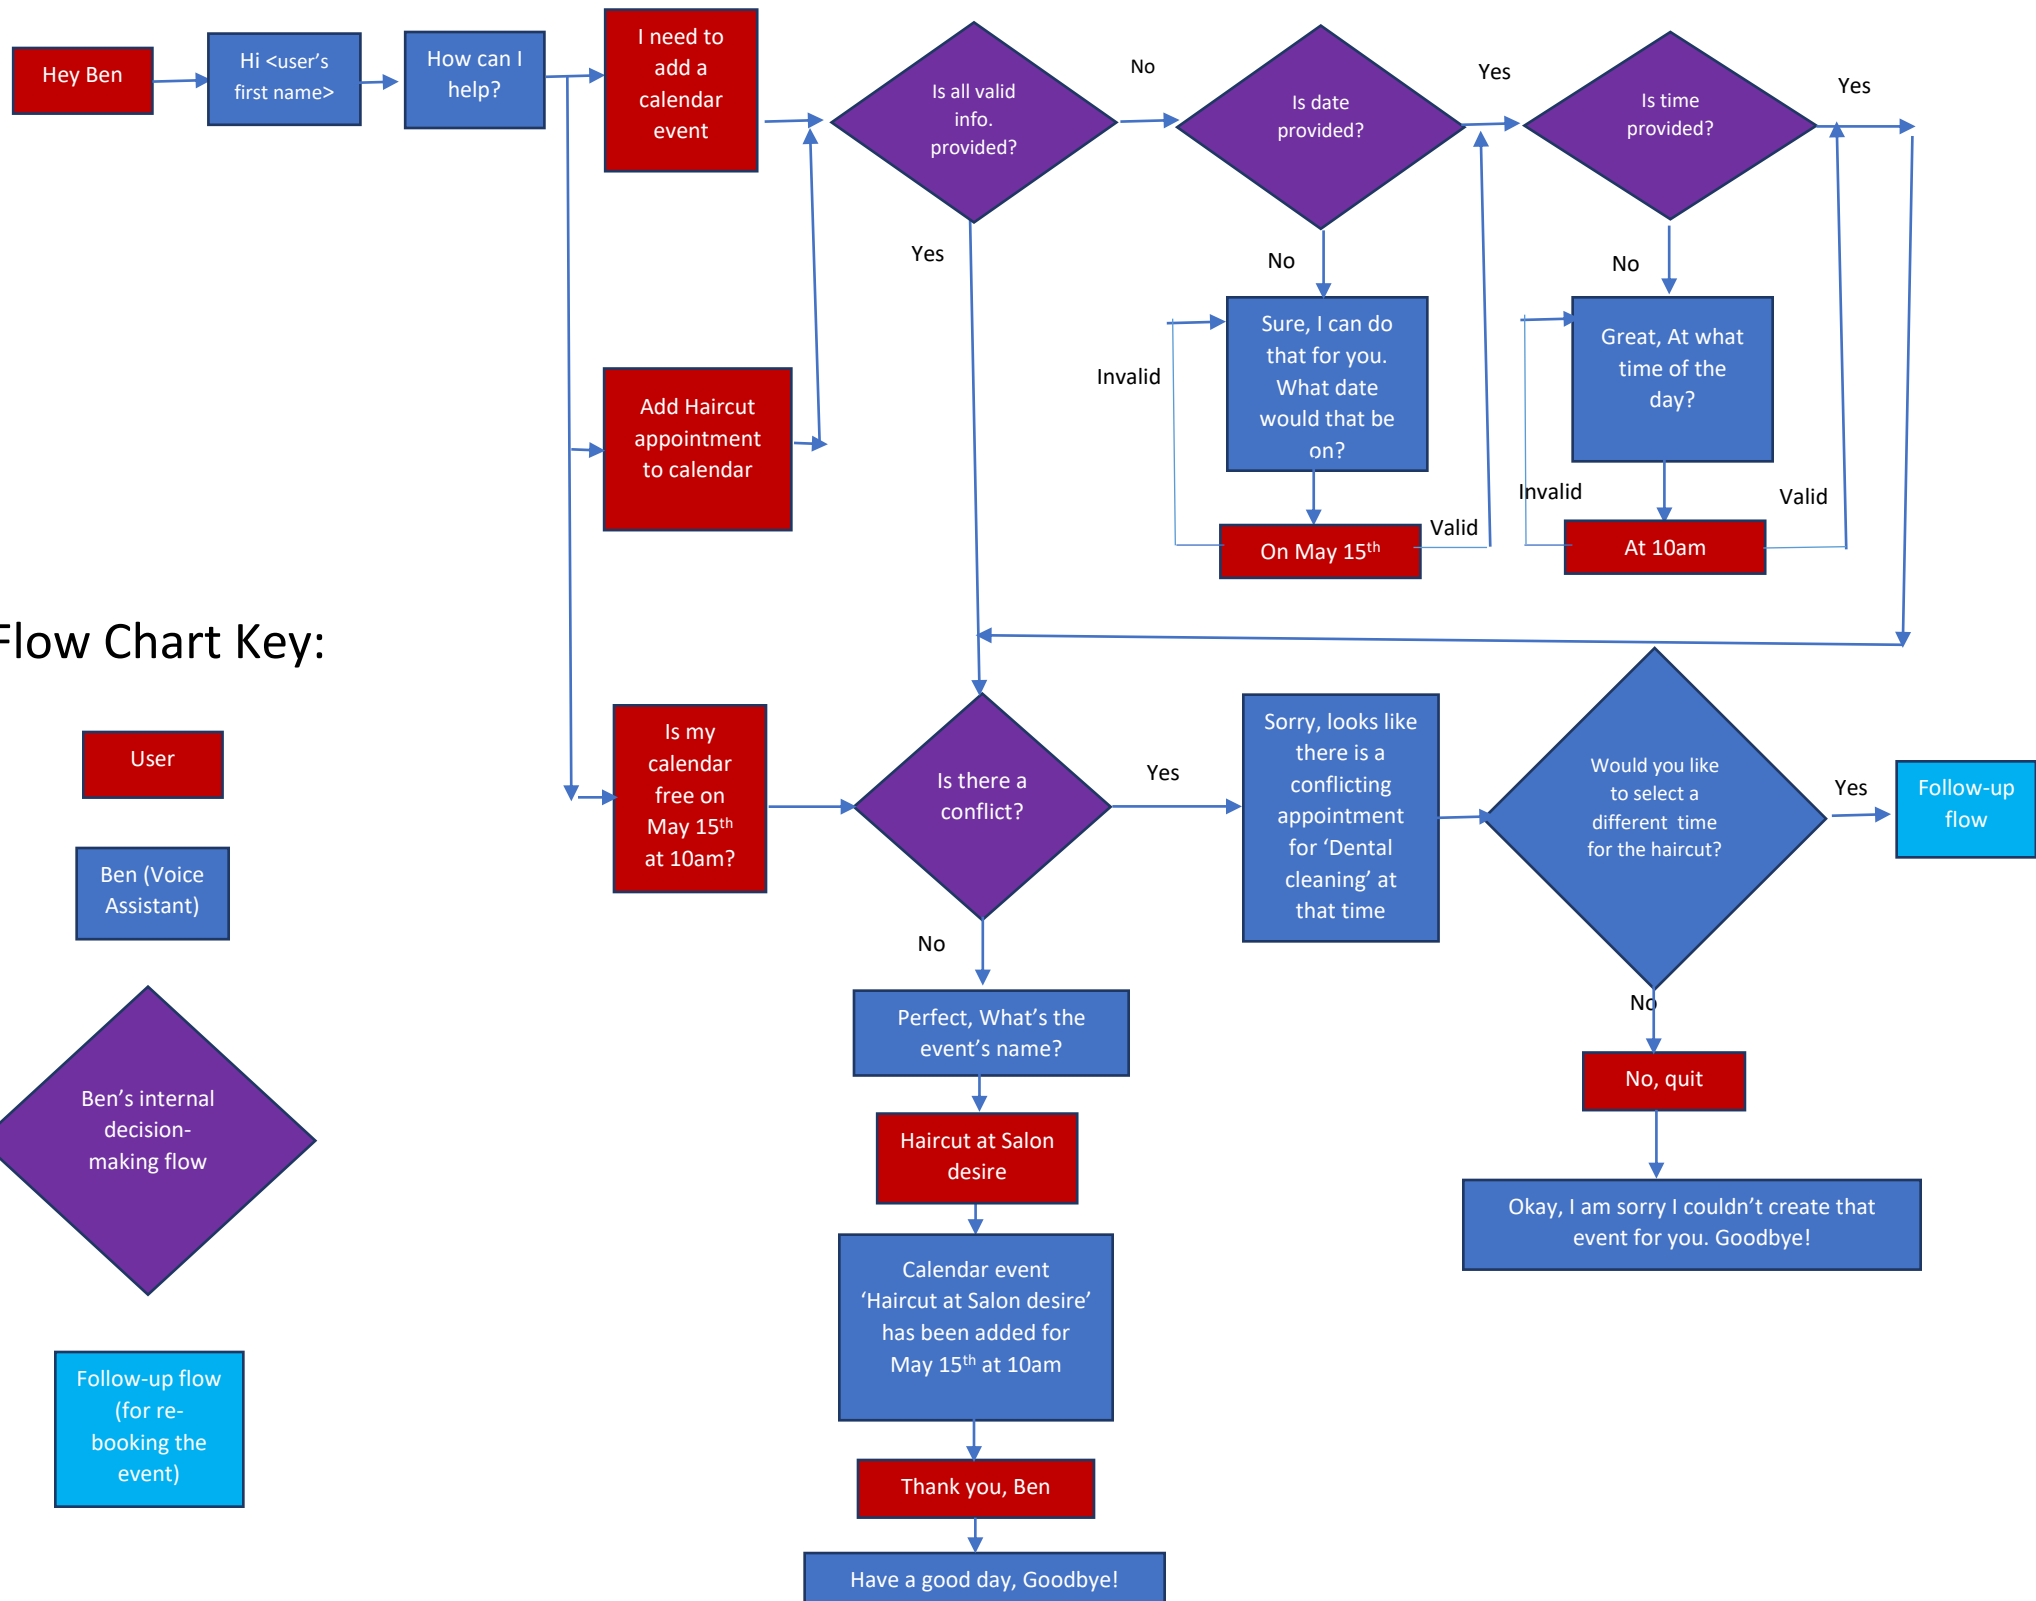 Hey Ben
Hi <user's
first name>
How can I
help?
I need to
add a
calendar
event
Is all valid
info.
provided?
No
Is date
provided?
Yes
Is time
provided?
Yes
Yes
No
No
Sure, I can do
that for you.
What date
would that be
on?
Great, At what
time of the
day?
Invalid
Invalid
Valid
Valid
On May 15th
At 10am
Add Haircut
appointment
to calendar
Flow Chart Key:
User
Ben (Voice
Assistant)
Ben's internal
decision-
making flow
Follow-up flow
(for re-
booking the
event)
Is my
calendar
free on
May 15th
at 10am?
Is there a
conflict?
Yes
Sorry, looks like
there is a
conflicting
appointment
for ‘Dental
cleaning’ at
that time
Would you like
to select a
different time
for the haircut?
Yes
Follow-up
flow
No
No
Perfect, What's the
event's name?
Haircut at Salon
desire
Calendar event
‘Haircut at Salon desire’
has been added for
May 15th at 10am
Thank you, Ben
Have a good day, Goodbye!
No, quit
Okay, I am sorry I couldn't create that
event for you. Goodbye!